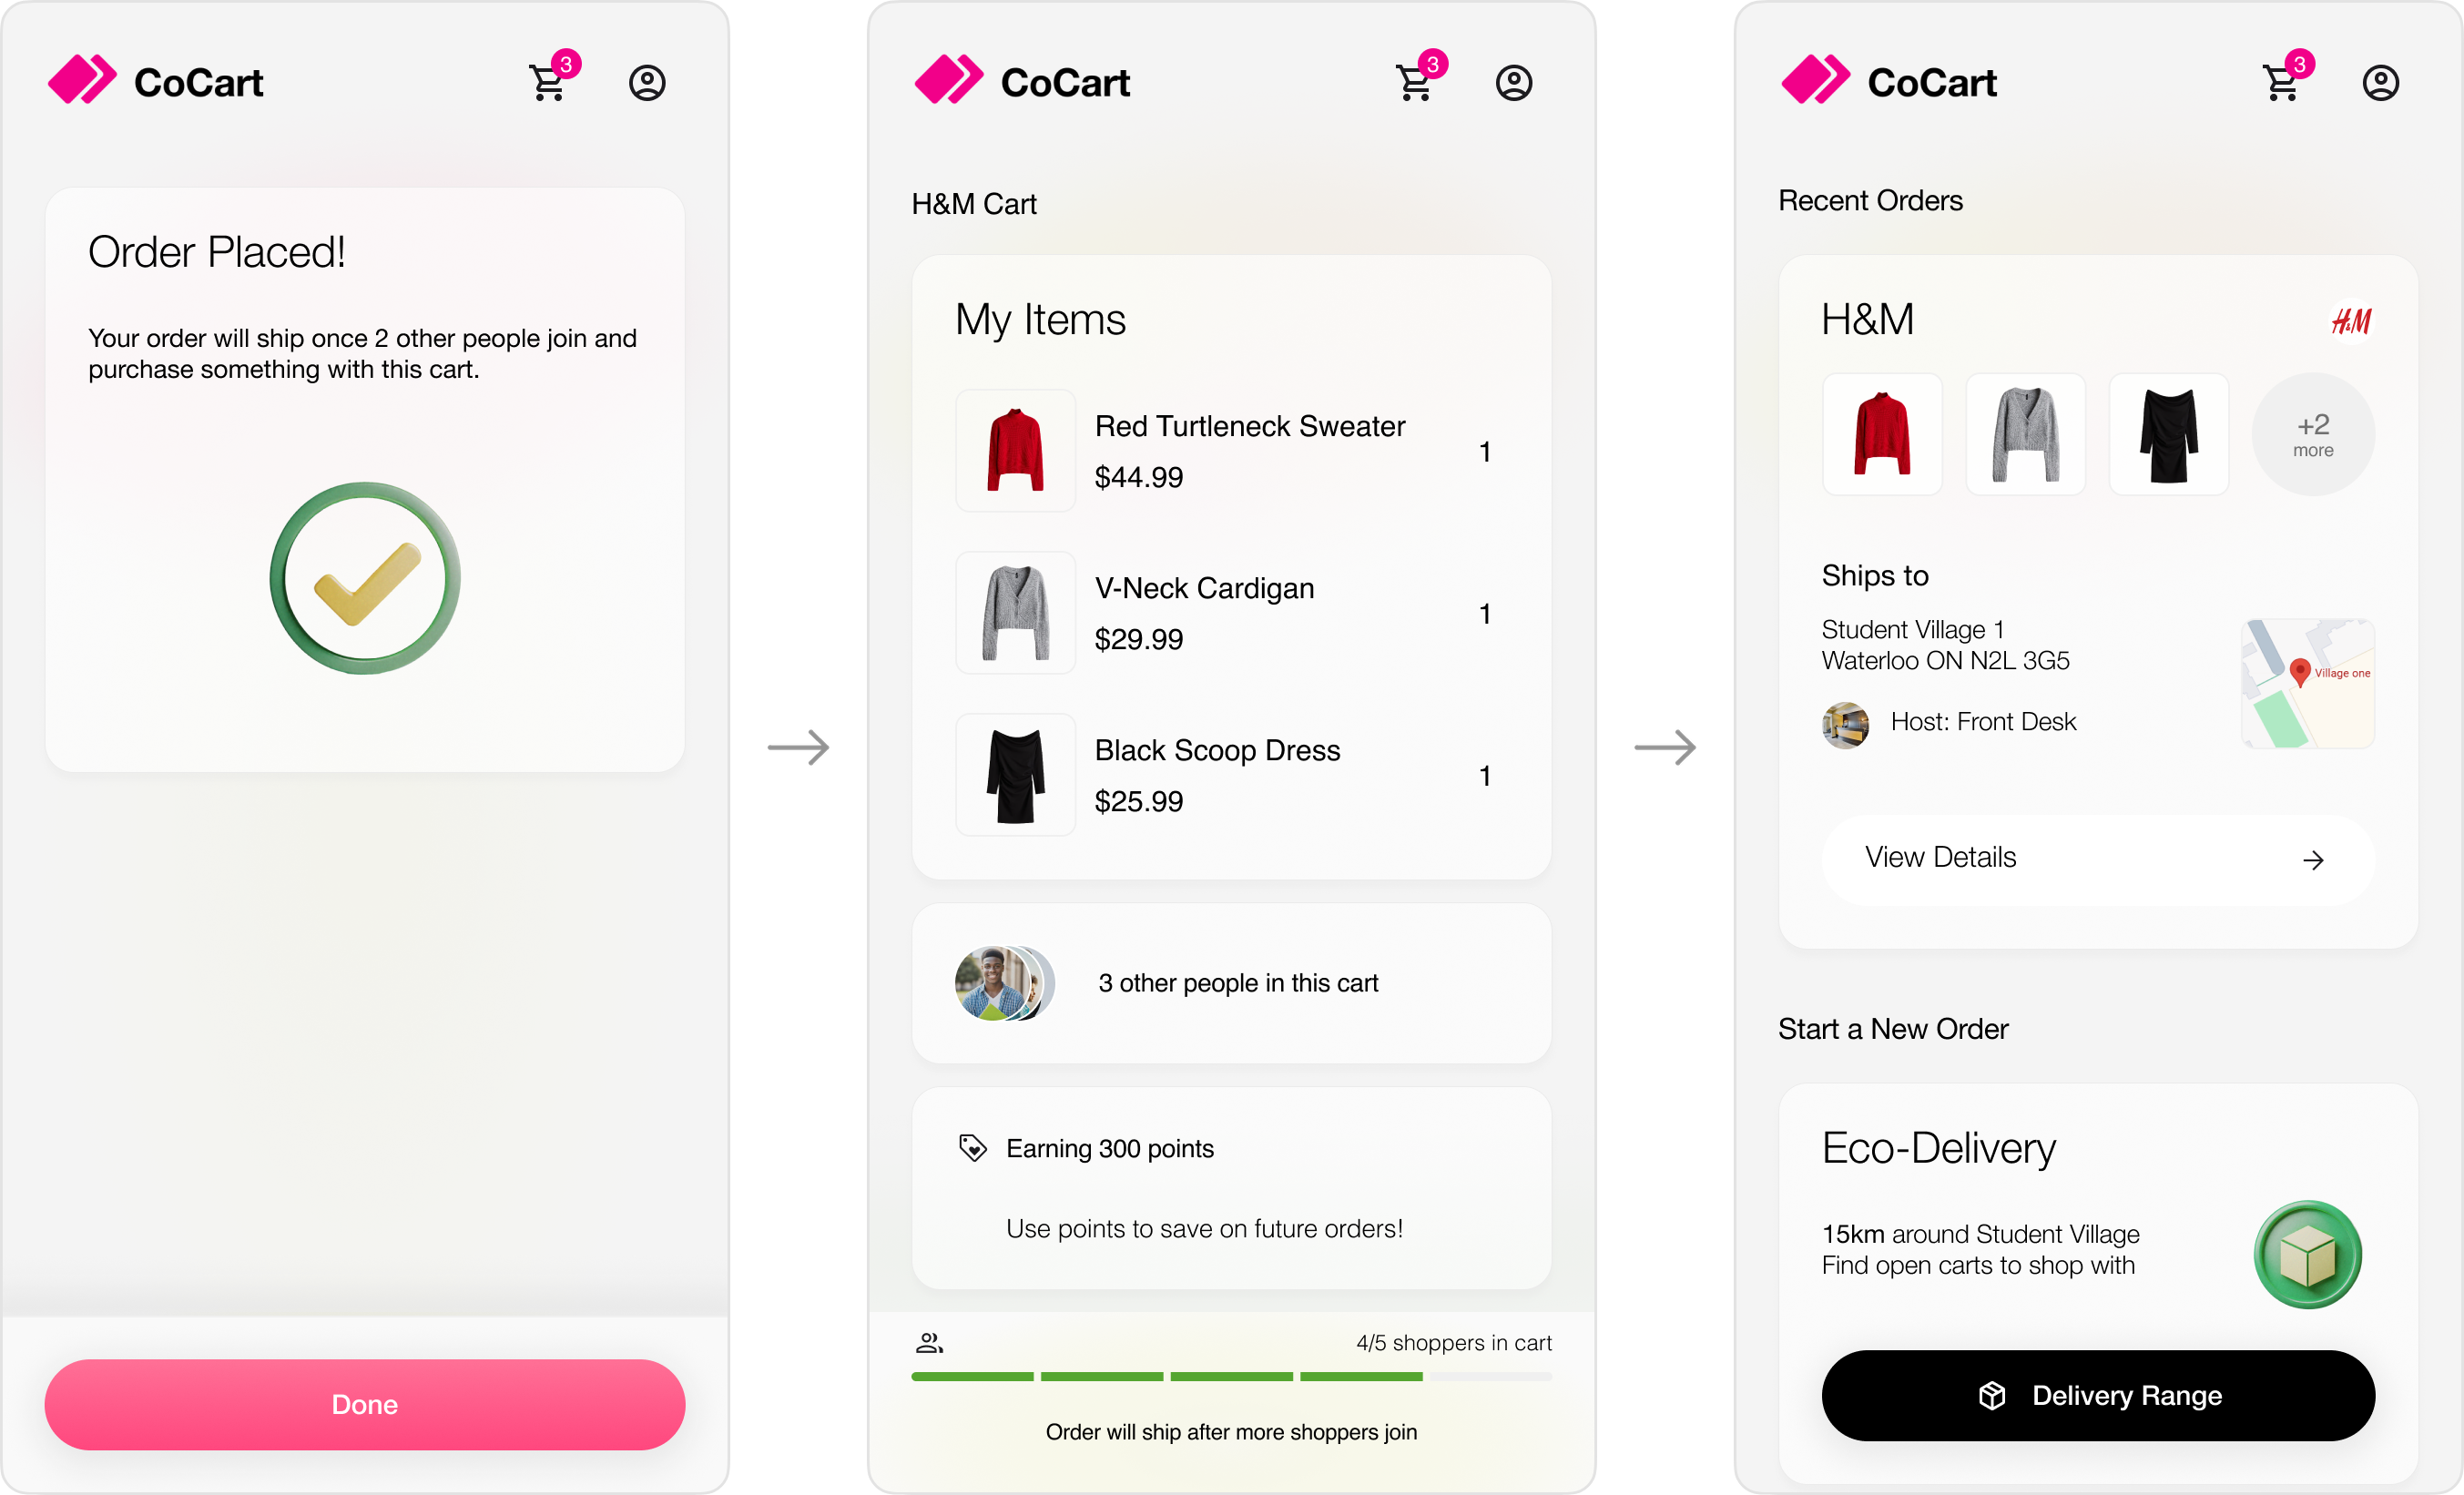 CoCart
3
Order Placed!
Your order will ship once 2 other people join and
purchase something with this cart.
Done
CoCart
3
H&M Cart
My Items
Red Turtleneck Sweater
$44.99
1
V-Neck Cardigan
$29.99
1
Black Scoop Dress
$25.99
1
3 other people in this cart
Earning 300 points
Use points to save on future orders!
4/5 shoppers in cart
Order will ship after more shoppers join
CoCart
3
Recent Orders
H&M
H&M
+2
more
Ships to
Student Village 1
Waterloo ON N2L 3G5
Village one
Host: Front Desk
View Details
Start a New Order
Eco-Delivery
15km around Student Village
Find open carts to shop with
Delivery Range